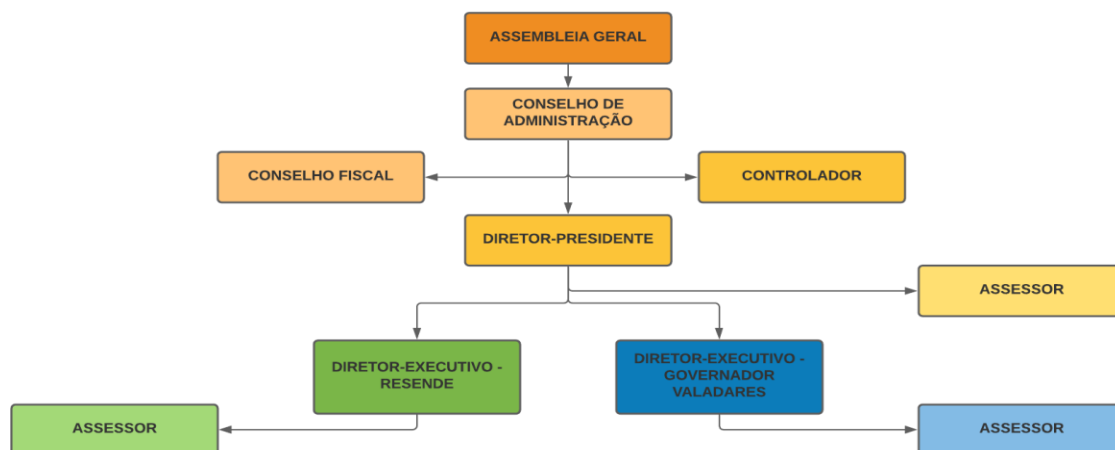 ASSEMBLEIA GERAL
CONSELHO DE
ADMINISTRAÇÃO
CONSELHO FISCAL
CONTROLADOR
DIRETOR-PRESIDENTE
ASSESSOR
DIRETOR-EXECUTIVO -
RESENDE
DIRETOR-EXECUTIVO -
GOVERNADOR
VALADARES
ASSESSOR
ASSESSOR